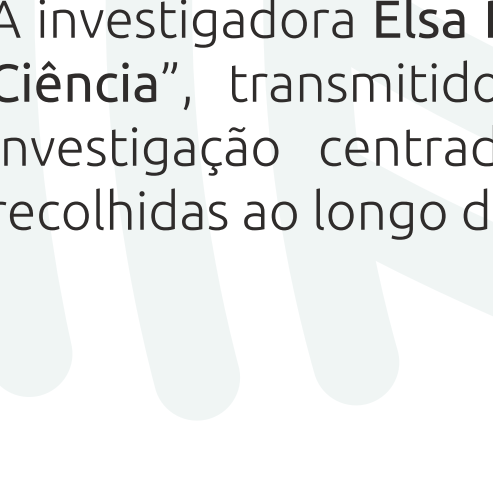 A investigadora Elsa
Ciência”, transmitido
investigação centrad
recolhidas ao longo d